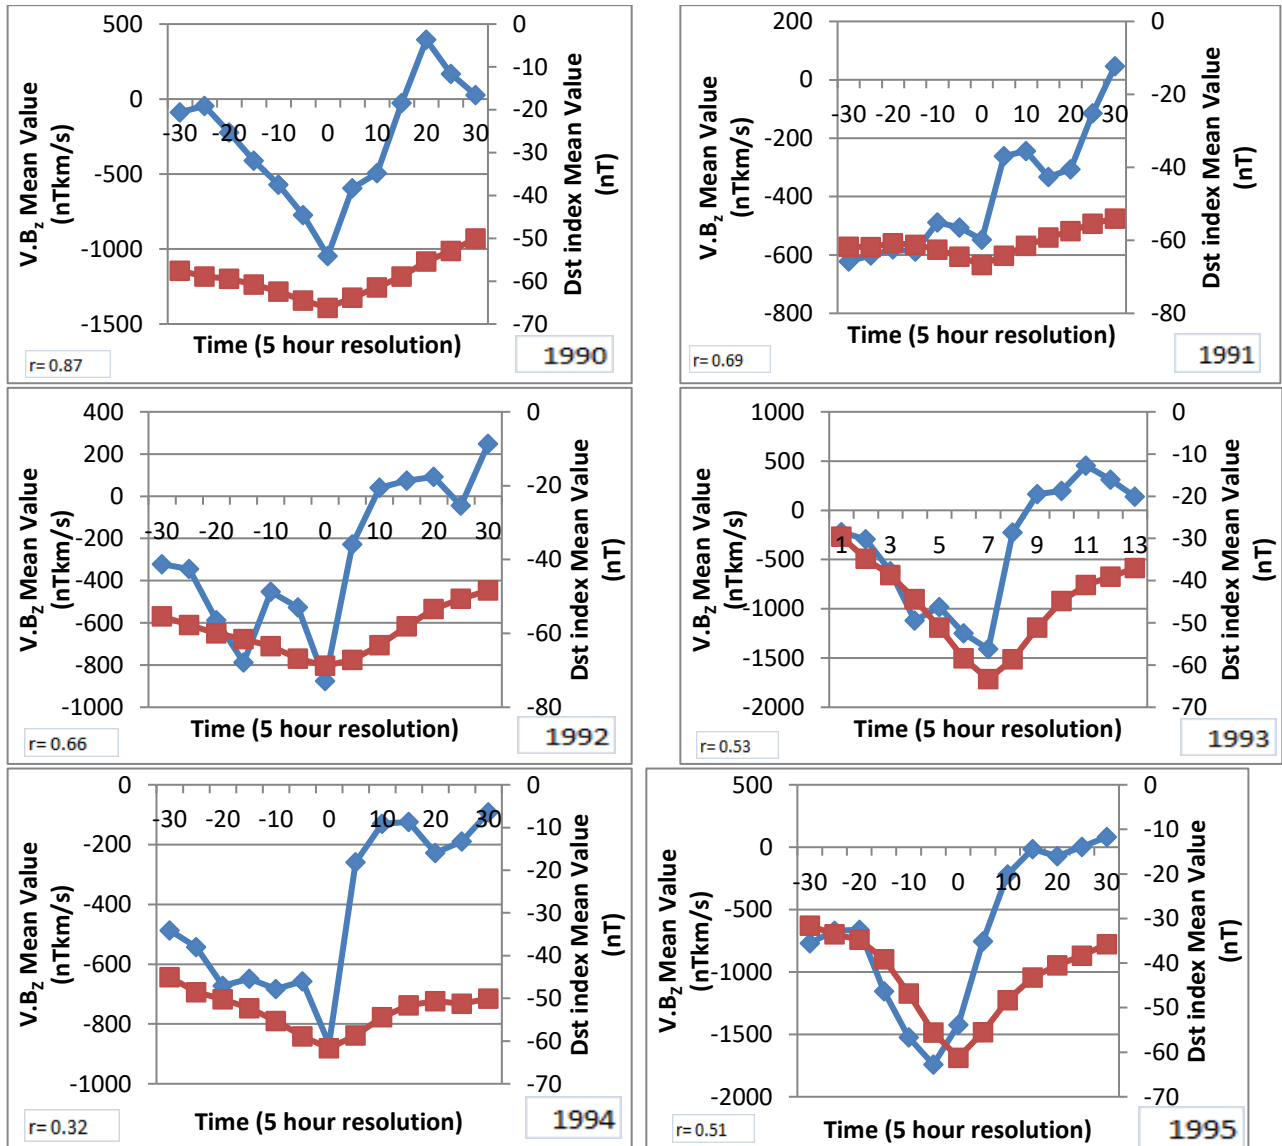 500
0
-500
-1000
-1500
0
-10
-20
-30
-40
-50
-60
-70
-30 -20 -10 0 10 20 30
V.Bz Mean Value
(nTkm/s)
Dst index Mean Value
(nT)
Time (5 hour resolution)
r= 0.87
1990
200
0
-200
-400
-600
-800
0
-20
-40
-60
-80
-30 -20 -10 0 10 20 30
V.Bz Mean Value
(nTkm/s)
Dst index Mean Value
(nT)
Time (5 hour resolution)
r= 0.69
1991
400
200
0
-200
-400
-600
-800
-1000
0
-20
-40
-60
-80
-30 -20 -10 0 10 20 30
V.Bz Mean Value
(nTkm/s)
Dst index Mean Value
(nT)
Time (5 hour resolution)
r= 0.66
1992
1000
500
0
-500
-1000
-1500
-2000
0
-10
-20
-30
-40
-50
-60
-70
1 3 5 7 9 11 13
V.Bz Mean Value
(nTkm/s)
Dst index Mean Value
(nT)
Time (5 hour resolution)
r= 0.53
1993
0
-200
-400
-600
-800
-1000
0
-10
-20
-30
-40
-50
-60
-70
-30 -20 -10 0 10 20 30
V.Bz Mean Value
(nTkm/s)
Dst index Mean Value
(nT)
Time (5 hour resolution)
r= 0.32
1994
500
0
-500
-1000
-1500
-2000
0
-10
-20
-30
-40
-50
-60
-70
-30 -20 -10 0 10 20 30
V.Bz Mean Value
(nTkm/s)
Dst index Mean Value
(nT)
Time (5 hour resolution)
r= 0.51
1995